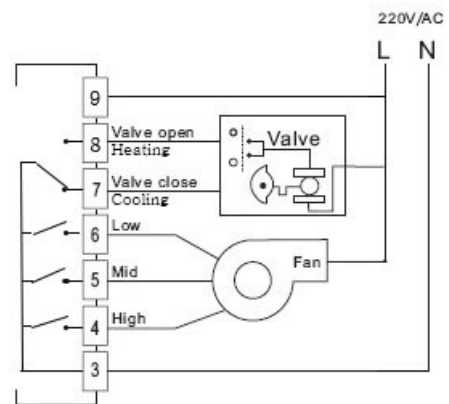 220V/AC
L N
9
8 Valve open
Heating
Valve
7 Valve close
Cooling
6 Low
Fan
5 Mid
4 High
3